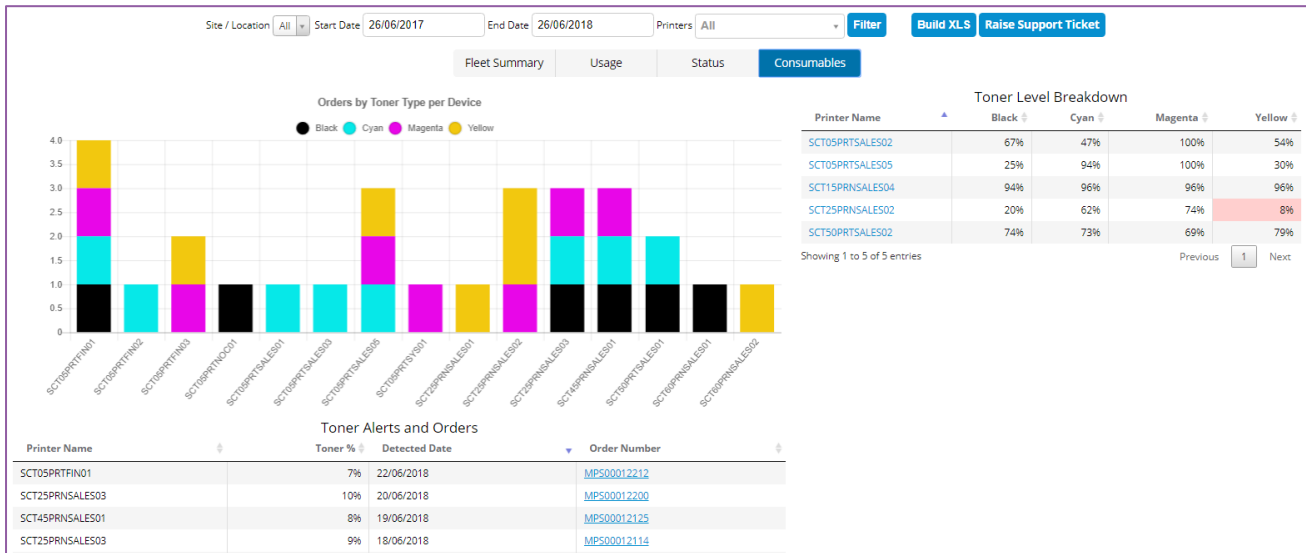 Site / Location All Start Date 26/06/2017 End Date 26/06/2018 Printers All Filter Build XLS Raise Support Ticket
Fleet Summary Usage Status Consumables
Orders by Toner Type per Device
Black Cyan Magenta Yellow
4.0
3.5
3.0
2.5
2.0
1.5
1.0
0.5
0
SCT05PRTFIN01
SCT05PRTFIN02
SCT05PRTFIN03
SCT05PRTNOC01
SCT05PRTSALES01
SCT05PRTSALES03
SCT05PRTSALES05
SCT05PRTSYS01
SCT25PRNSALES01
SCT25PRNSALES02
SCT25PRNSALES03
SCT45PRNSALES01
SCT50PRTSALES01
SCT60PRNSALES01
SCT60PRNSALES02
Toner Level Breakdown
Printer Name Black Cyan Magenta Yellow
SCT05PRTSALES02 67% 47% 100% 54%
SCT05PRTSALES05 25% 94% 100% 30%
SCT15PRNSALES04 94% 96% 96% 96%
SCT25PRNSALES02 20% 62% 74% 8%
SCT50PRTSALES02 74% 73% 69% 79%
Showing 1 to 5 of 5 entries Previous 1 Next
Toner Alerts and Orders
Printer Name Toner % Detected Date Order Number
SCT05PRTFIN01 7% 22/06/2018 MPS00012212
SCT25PRNSALES03 10% 20/06/2018 MPS00012200
SCT45PRNSALES01 8% 19/06/2018 MPS00012125
SCT25PRNSALES03 9% 18/06/2018 MPS00012114